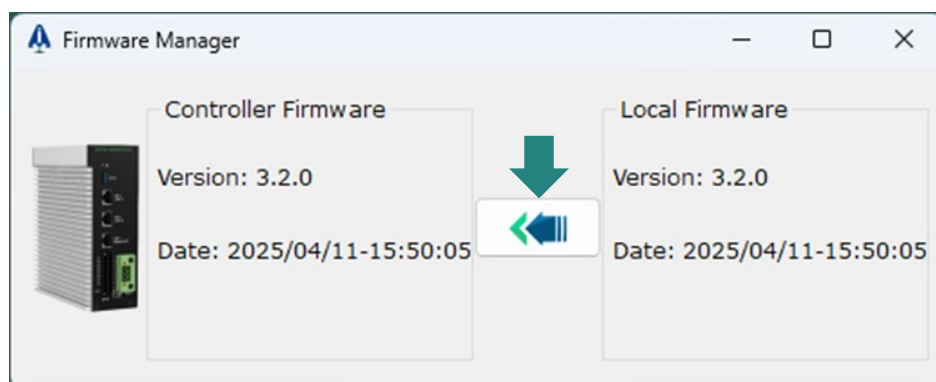 Firmware Manager
Controller Firmware
Version: 3.2.0
Date: 2025/04/11-15:50:05
Local Firmware
Version: 3.2.0
Date: 2025/04/11-15:50:05